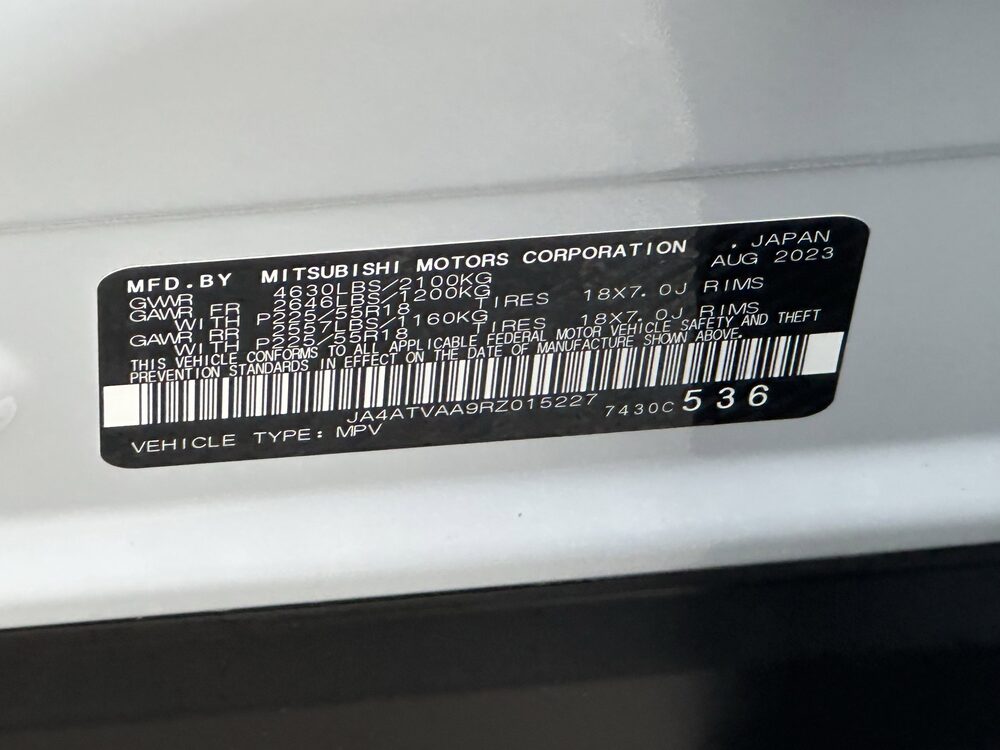 MFD.BY MITSUBISHI MOTORS CORPORATION . JAPAN
GVWR 4630LBS/2100KG AUG 2023
GAWR FR 2646LBS/1200KG
WITH P225/55R18 TIRES 18X7.0J RIMS
GAWR RR 2557LBS/1160KG
WITH P225/55R18 TIRES 18X7.0J RIMS
THIS VEHICLE CONFORMS TO ALL APPLICABLE FEDERAL MOTOR VEHICLE SAFETY AND THEFT
PREVENTION STANDARDS IN EFFECT ON THE DATE OF MANUFACTURE SHOWN ABOVE.
JA4ATVAA9RZ015227 7430C 536
VEHICLE TYPE: MPV